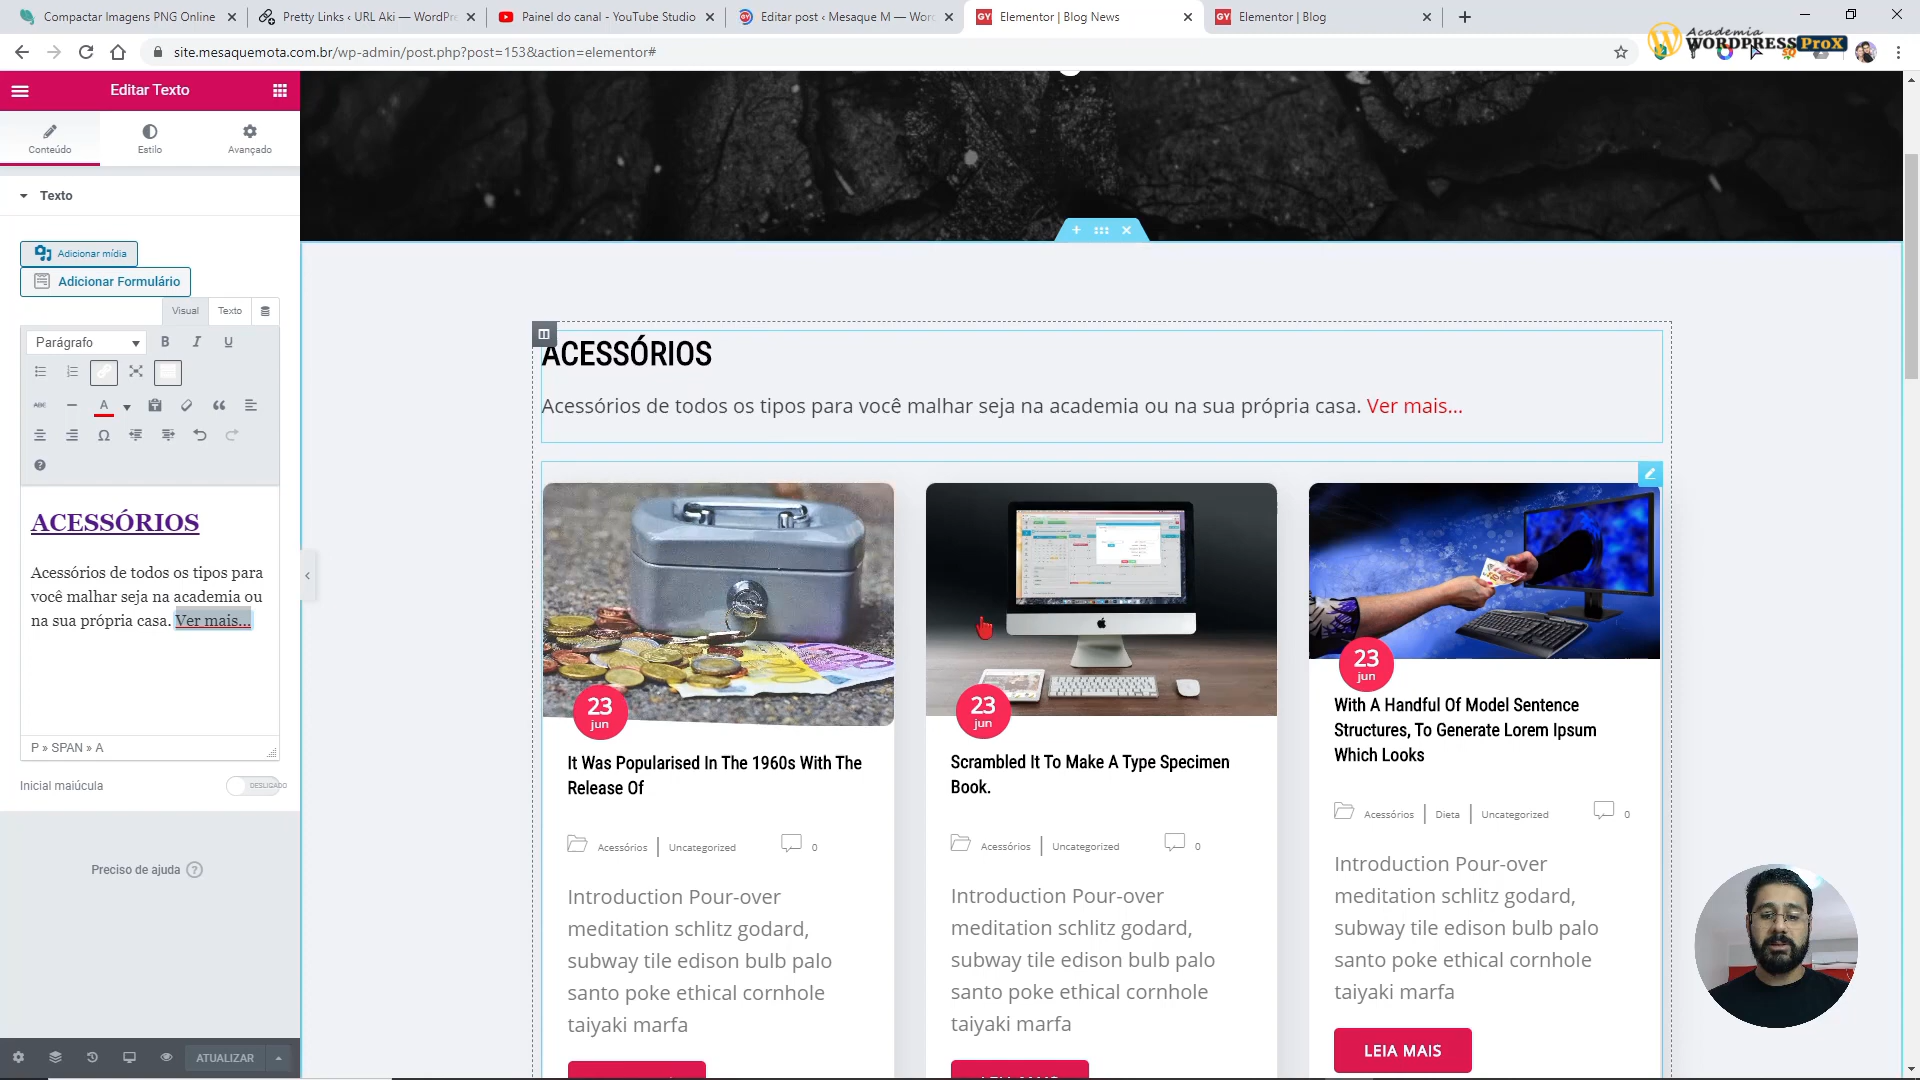 Compactar Imagens PNG Online
Pretty Links ‹ URL Aki — WordPre
Painel do canal - YouTube Studio
Editar post ‹ Mesaque M — Word
Elementor | Blog News
Elementor | Blog
site.mesaquemota.com.br/wp-admin/post.php?post=153&action=elementor#
Academia
WORDPRESS ProX
Editar Texto
Conteúdo
Estilo
Avançado
Texto
Adicionar mídia
Adicionar Formulário
Visual
Texto
Parágrafo
B I U
ABC
A
ACESSÓRIOS
Acessórios de todos os tipos para
você malhar seja na academia ou
na sua própria casa. Ver mais...
P » SPAN » A
Inicial maiúcula
DESLIGADO
Preciso de ajuda
ATUALIZAR
ACESSÓRIOS
Acessórios de todos os tipos para você malhar seja na academia ou na sua própria casa. Ver mais...
23
jun
It Was Popularised In The 1960s With The
Release Of
Acessórios | Uncategorized
0
Introduction Pour-over
meditation schlitz godard,
subway tile edison bulb palo
santo poke ethical cornhole
taiyaki marfa
23
jun
Scrambled It To Make A Type Specimen
Book.
Acessórios | Uncategorized
0
Introduction Pour-over
meditation schlitz godard,
subway tile edison bulb palo
santo poke ethical cornhole
taiyaki marfa
23
jun
With A Handful Of Model Sentence
Structures, To Generate Lorem Ipsum
Which Looks
Acessórios | Dieta | Uncategorized
0
Introduction Pour-over
meditation schlitz godard,
subway tile edison bulb palo
santo poke ethical cornhole
taiyaki marfa
LEIA MAIS